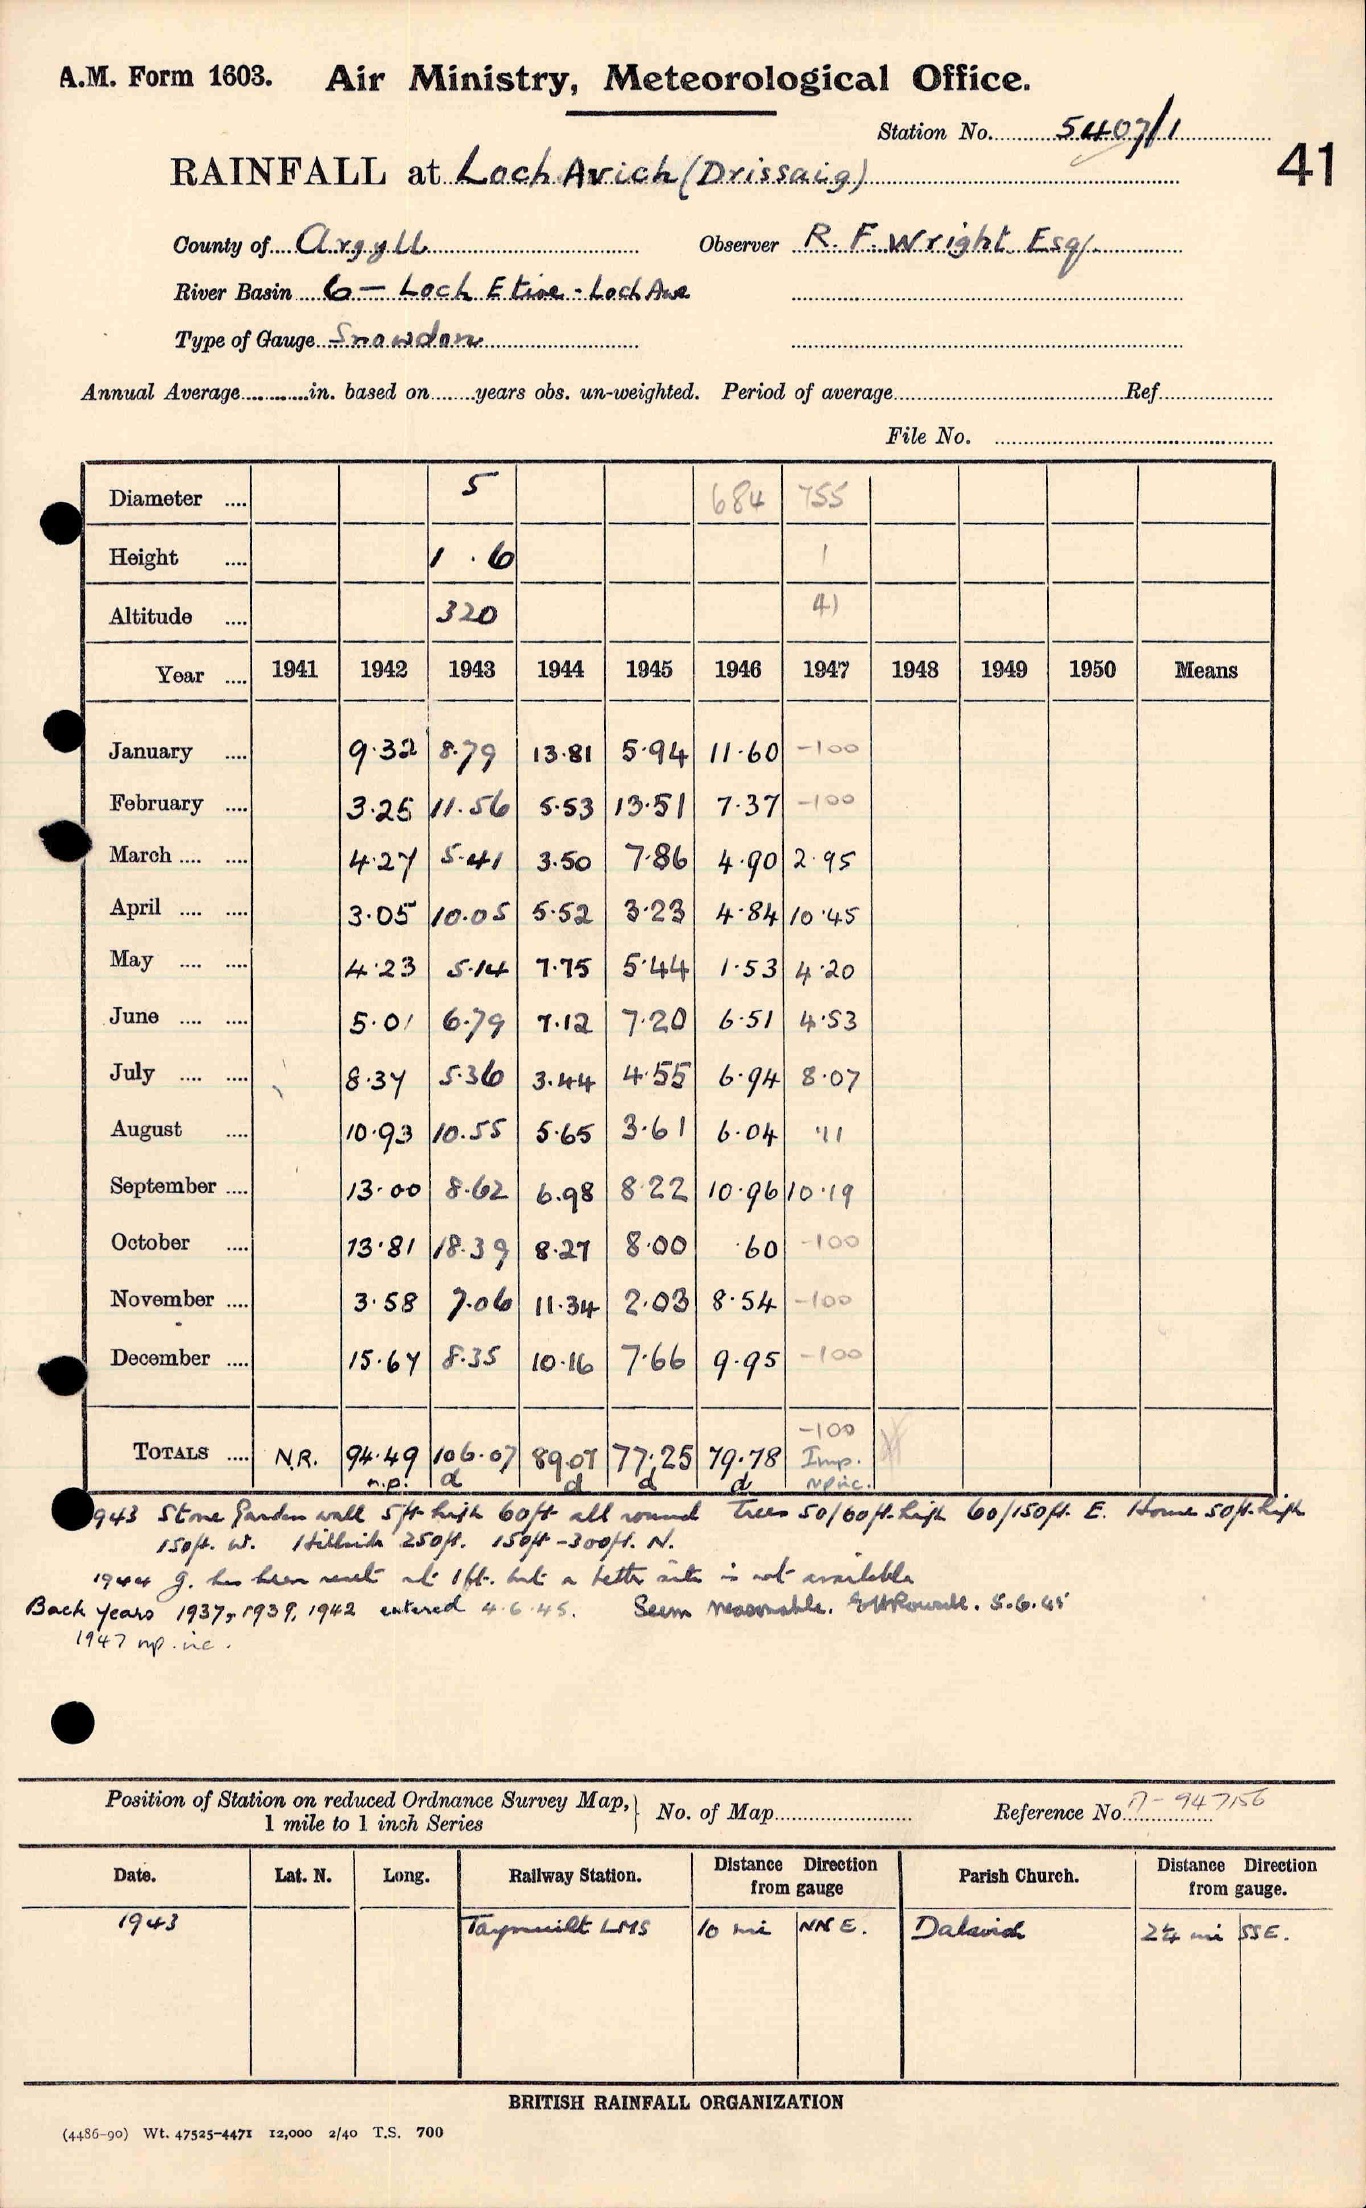 A.M. Form 1603. Air Ministry, Meteorological Office.
Station No. 5407/1
41
RAINFALL at Loch Avich (Drissaig)
County of Argyll Observer R. F. Wright Esq.
River Basin 6 — Loch Etive - Loch Awe
Type of Gauge Snowdon
Annual Average in. based on years obs. un-weighted. Period of average Ref.
File No.
Diameter .... 5 684 755
Height .... 1 . 6 1
Altitude .... 320 41
Year .... 1941 1942 1943 1944 1945 1946 1947 1948 1949 1950 Means
January .... 9.32 8.79 13.81 5.94 11.60 -100
February .... 3.25 11.56 5.53 13.51 7.37 -100
March .... .... 4.27 5.41 3.50 7.86 4.90 2.95
April .... .... 3.05 10.05 5.52 3.23 4.84 10.45
May .... .... 4.23 5.14 7.75 5.44 1.53 4.20
June .... .... 5.01 6.79 7.12 7.20 6.51 4.53
July .... .... 8.37 5.36 3.44 4.55 6.94 8.07
August .... 10.93 10.55 5.65 3.61 6.04 .11
September .... 13.00 8.62 6.98 8.22 10.96 10.19
October .... 13.81 18.39 8.27 8.00 .60 -100
November .... 3.58 7.06 11.34 2.03 8.54 -100
December .... 15.67 8.35 10.16 7.66 9.95 -100
-100
TOTALS .... N.R. 94.49 106.07 89.07 77.25 79.78 Imp.
n.p. d d d d np.inc.
1943 Stone Garden wall 5ft high 60ft all round Trees 50/60ft. high 60/150ft. E. House 50ft. high
150ft. W. Hillside 250ft. 150ft - 300ft. N.
1944 g. has been reset at 1ft. but a better site is not available
Back years 1937, 1939, 1942 entered 4.6.45. Seem reasonable. 5.6.45
1947 np. inc.
Position of Station on reduced Ordnance Survey Map,
1 mile to 1 inch Series
No. of Map Reference No. 947156
Date. Lat. N. Long. Railway Station. Distance Direction from gauge Parish Church. Distance Direction from gauge.
1943 Taynuilt LMS 10 mi NNE. Dalavich 2¼ mi SSE.
BRITISH RAINFALL ORGANIZATION
(4486-90) Wt. 47525-4471 12,000 2/40 T.S. 700